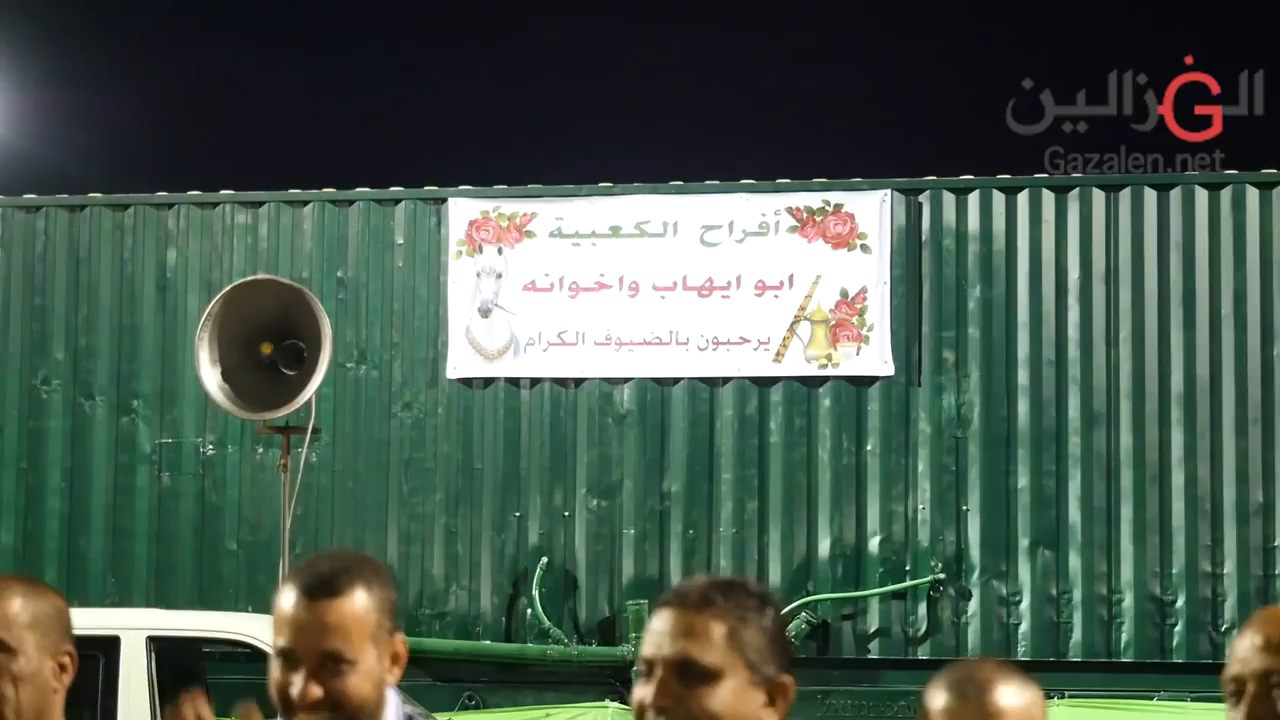 الغزالين
Gazalen.net
أفراح الكعبية
ابو ايهاب واخوانه
يرحبون بالضيوف الكرام